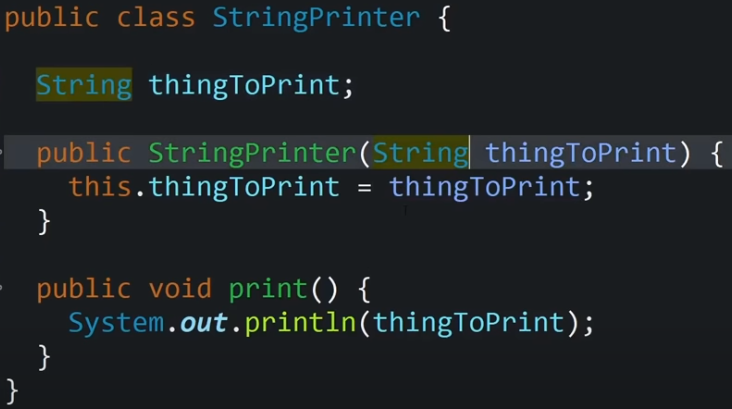 public class StringPrinter {
String thingToPrint;
public StringPrinter(String thingToPrint) {
this.thingToPrint = thingToPrint;
}
public void print() {
System.out.println(thingToPrint);
}
}